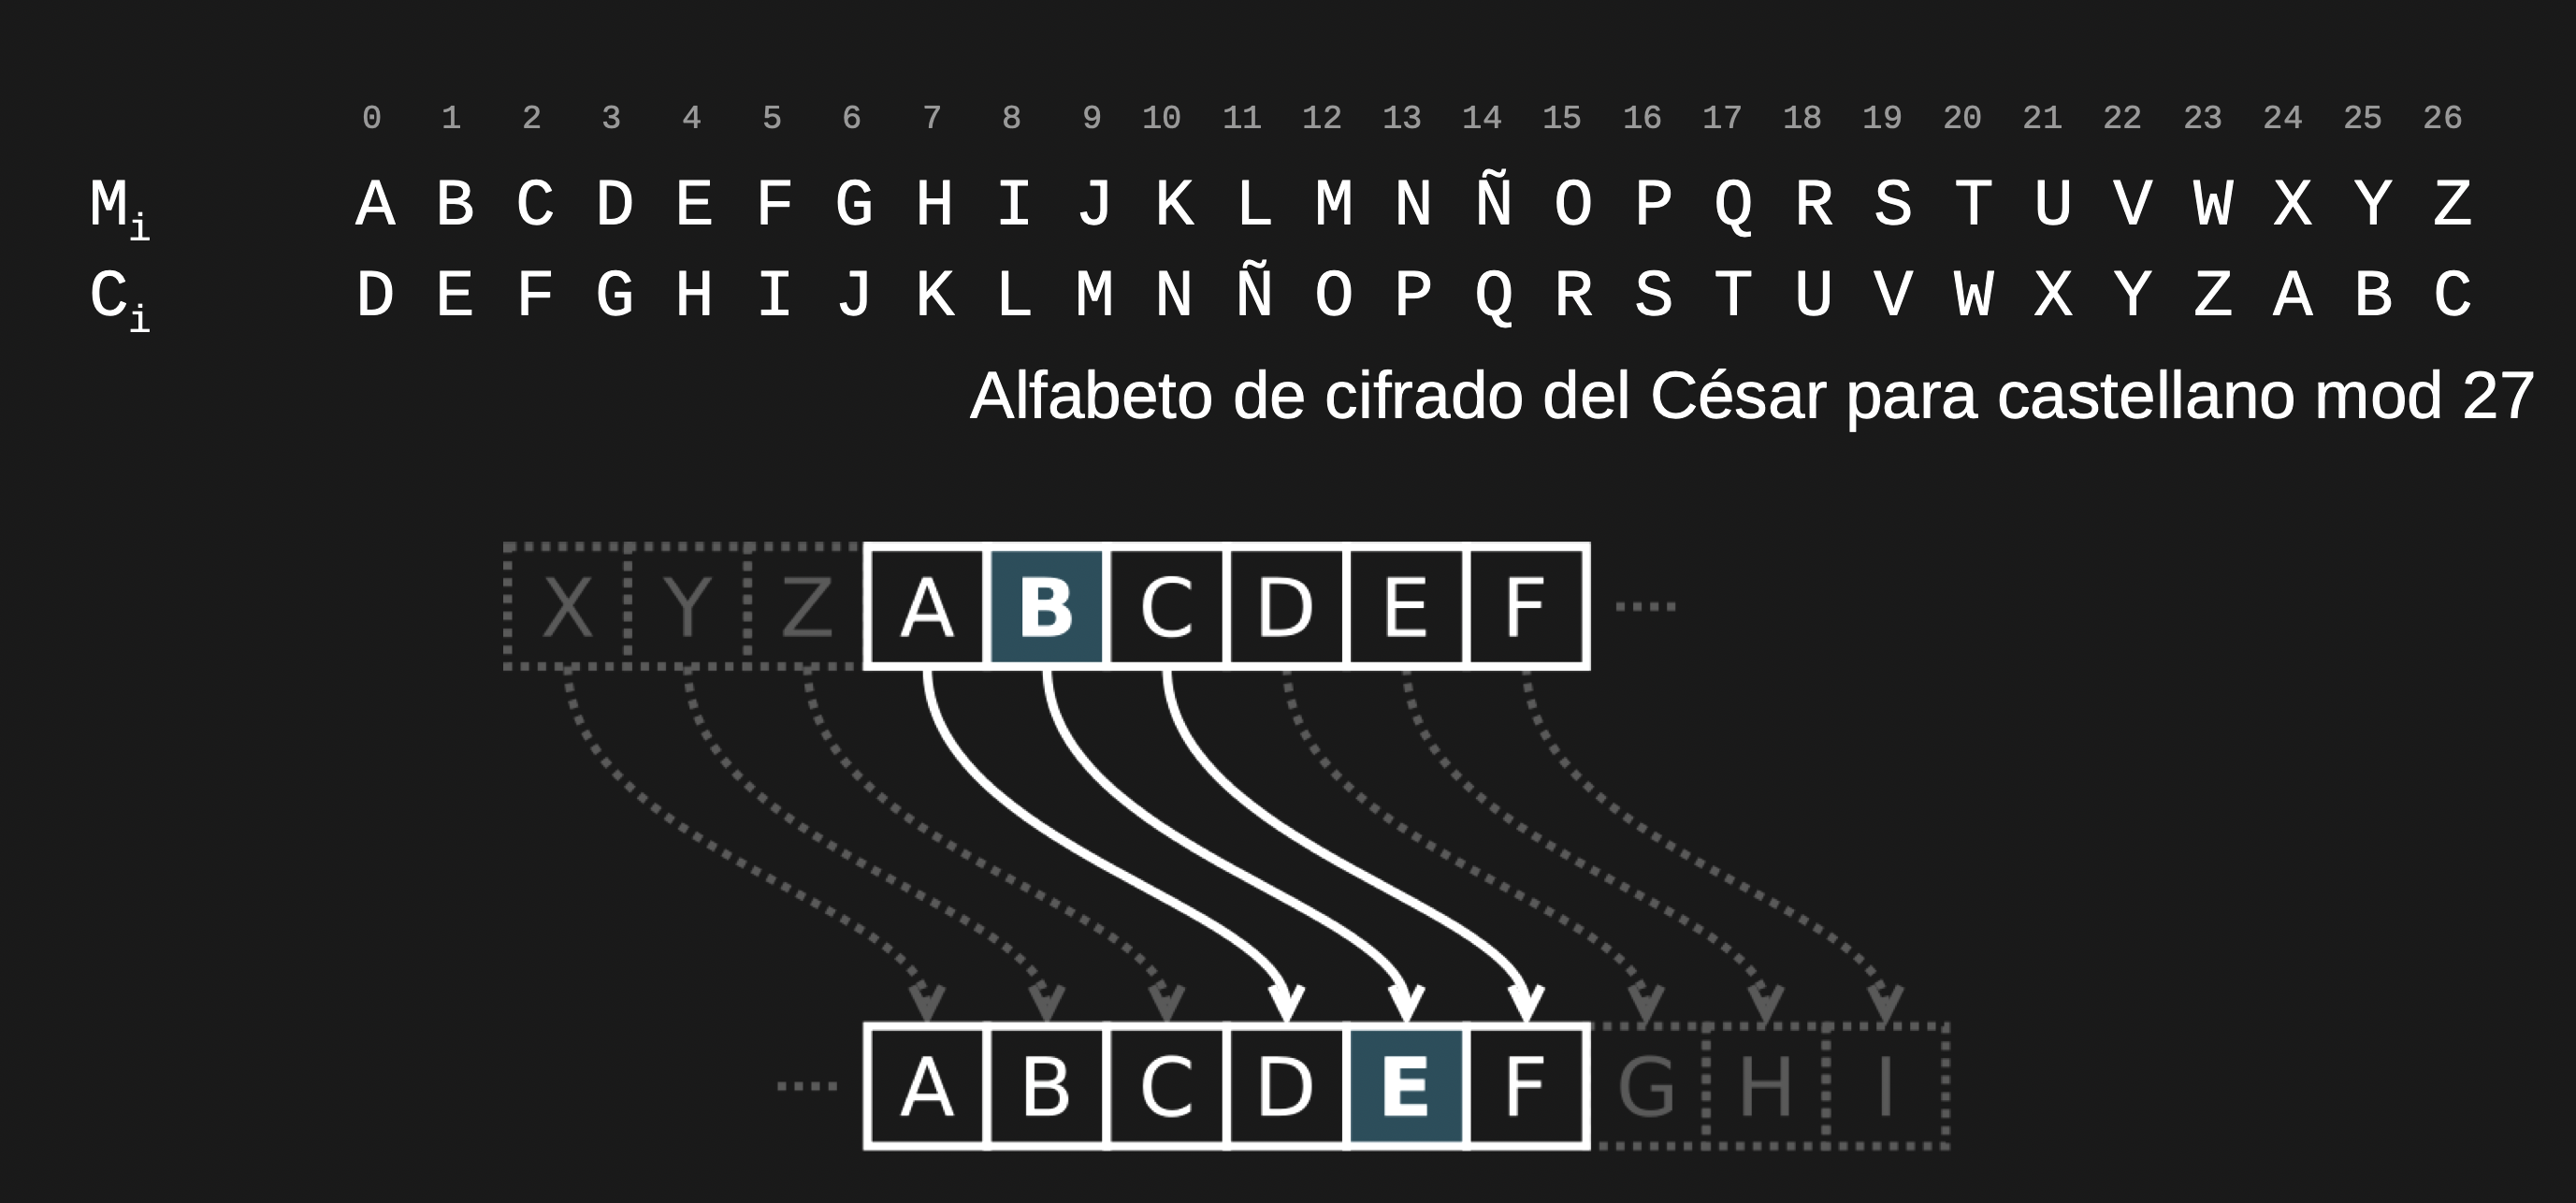 0 1 2 3 4 5 6 7 8 9 10 11 12 13 14 15 16 17 18 19 20 21 22 23 24 25 26
Mi A B C D E F G H I J K L M N Ñ O P Q R S T U V W X Y Z
Ci D E F G H I J K L M N Ñ O P Q R S T U V W X Y Z A B C
Alfabeto de cifrado del César para castellano mod 27
X Y Z A B C D E F ....
.... A B C D E F G H I